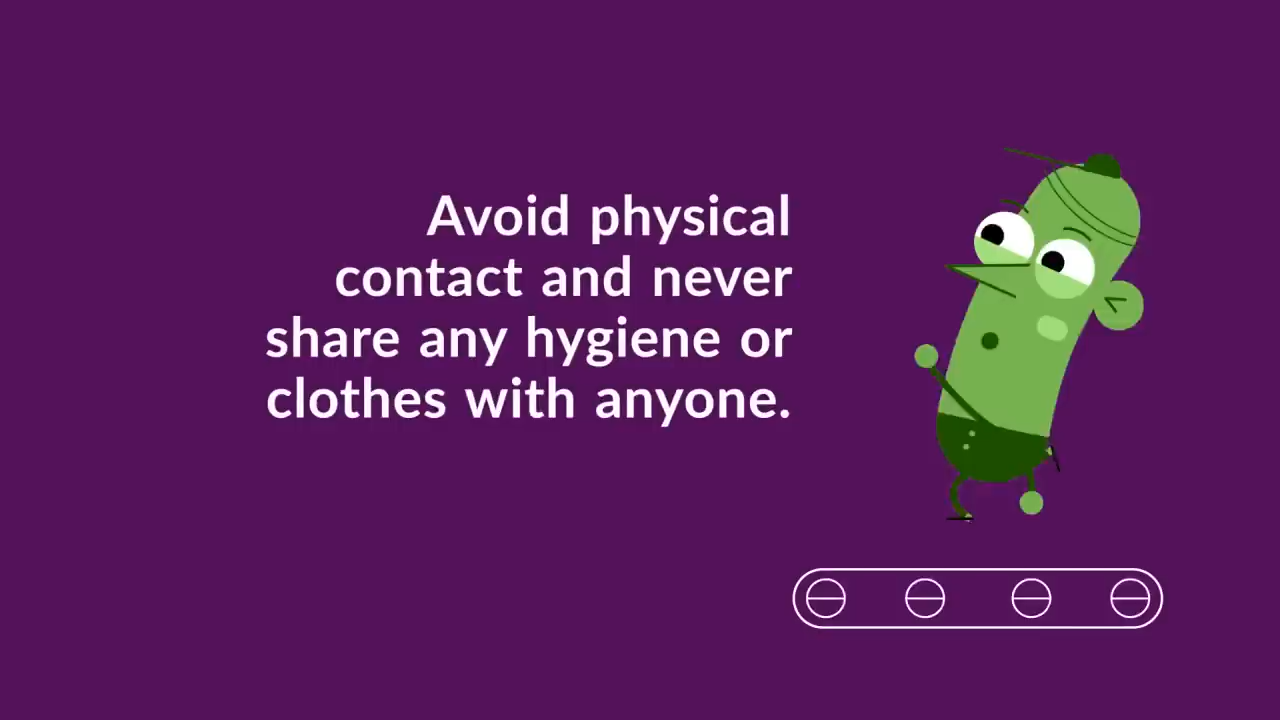 Avoid physical
contact and never
share any hygiene or
clothes with anyone.